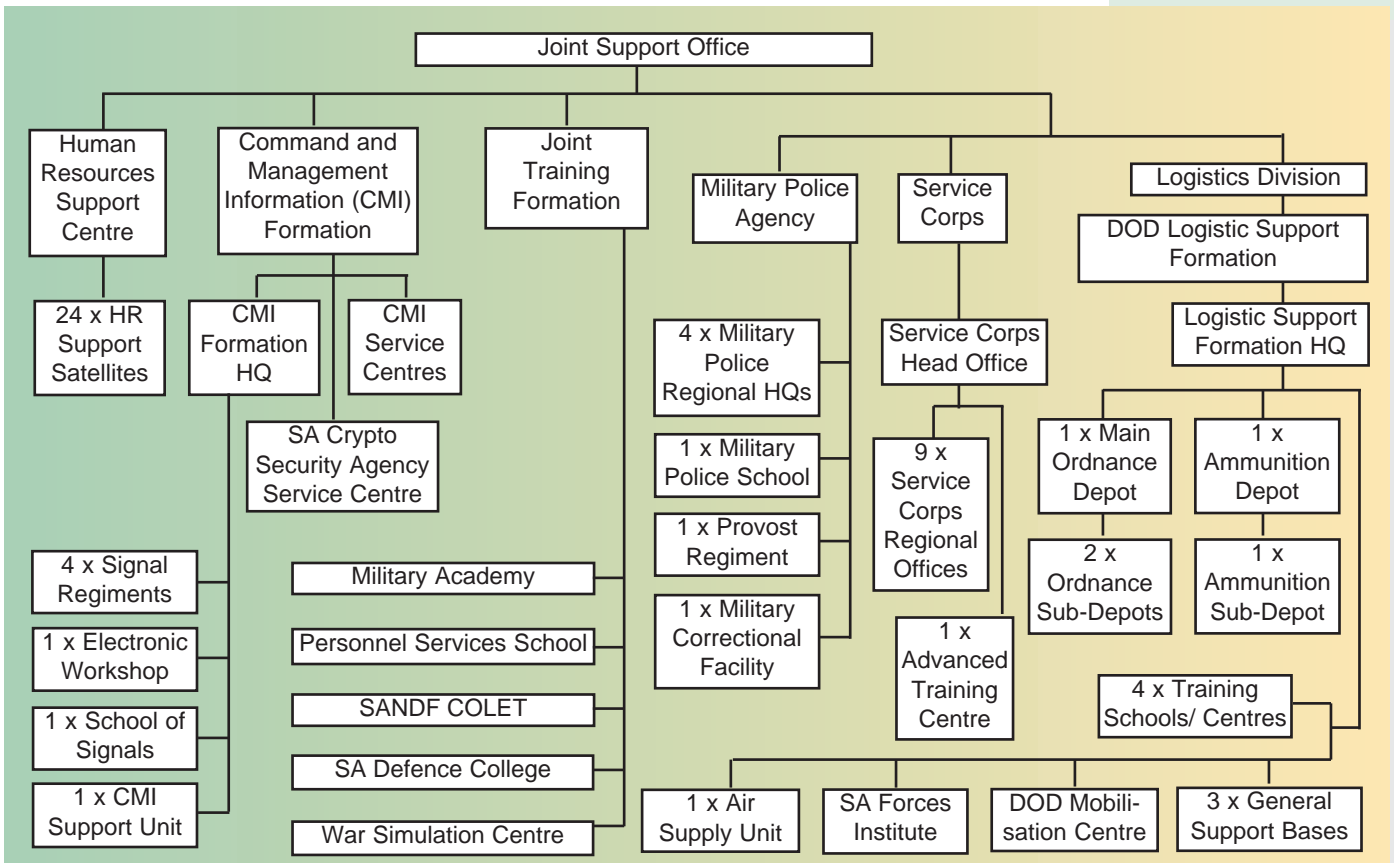 Joint Support Office
Human
Resources
Support
Centre
24 x HR
Support
Satellites
Command and
Management
Information (CMI)
Formation
CMI
Formation
HQ
CMI
Service
Centres
SA Crypto
Security Agency
Service Centre
4 x Signal
Regiments
1 x Electronic
Workshop
1 x School of
Signals
1 x CMI
Support Unit
Joint
Training
Formation
Military Academy
Personnel Services School
SANDF COLET
SA Defence College
War Simulation Centre
Military Police
Agency
4 x Military
Police
Regional HQs
1 x Military
Police School
1 x Provost
Regiment
1 x Military
Correctional
Facility
Service
Corps
Service Corps
Head Office
9 x
Service
Corps
Regional
Offices
1 x
Advanced
Training
Centre
Logistics Division
DOD Logistic Support
Formation
Logistic Support
Formation HQ
1 x Main
Ordnance
Depot
2 x
Ordnance
Sub-Depots
1 x
Ammunition
Depot
1 x
Ammunition
Sub-Depot
4 x Training
Schools/ Centres
1 x Air
Supply Unit
SA Forces
Institute
DOD Mobili-
sation Centre
3 x General
Support Bases